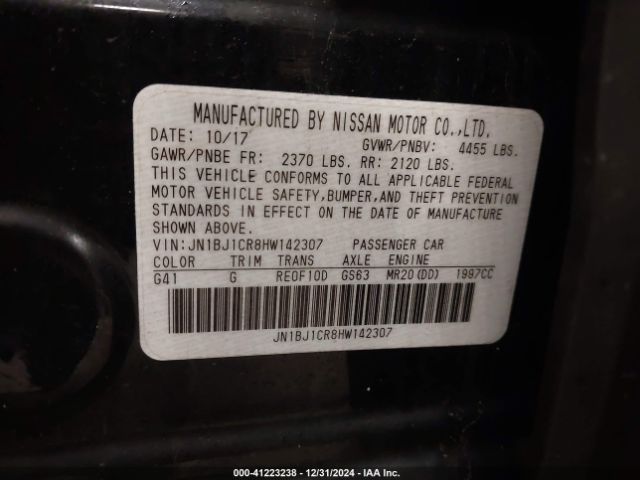 MANUFACTURED BY NISSAN MOTOR CO.,LTD.
DATE: 10/17 GVWR/PNBV: 4455 LBS.
GAWR/PNBE FR: 2370 LBS. RR: 2120 LBS.
THIS VEHICLE CONFORMS TO ALL APPLICABLE FEDERAL
MOTOR VEHICLE SAFETY,BUMPER,AND THEFT PREVENTION
STANDARDS IN EFFECT ON THE DATE OF MANUFACTURE
SHOWN ABOVE.
VIN:JN1BJ1CR8HW142307 PASSENGER CAR
COLOR TRIM TRANS AXLE ENGINE
G41 G RE0F10D GS63 MR20(DD) 1997CC
JN1BJ1CR8HW142307
000-41223238 - 12/31/2024 - IAA Inc.